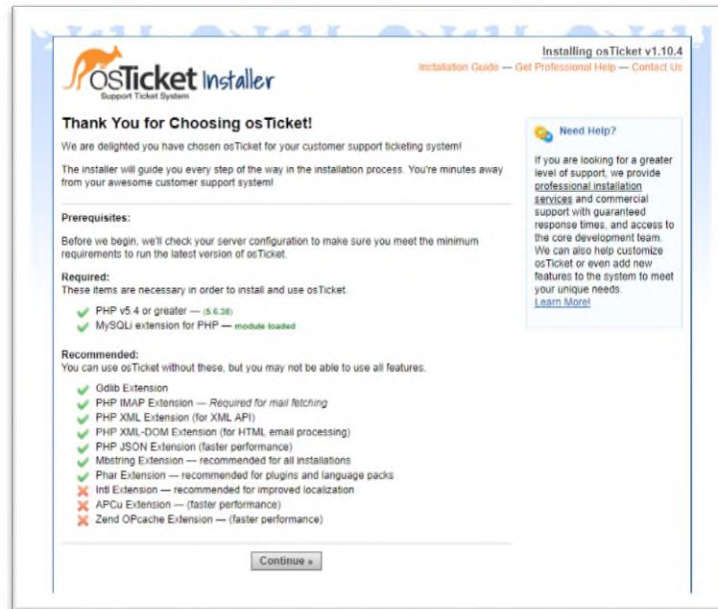 osTicket Installer
Support Ticket System
Installing osTicket v1.10.4
Installation Guide — Get Professional Help — Contact Us
Thank You for Choosing osTicket!
We are delighted you have chosen osTicket for your customer support ticketing system!
The installer will guide you every step of the way in the installation process. You're minutes away
from your awesome customer support system!
Prerequisites:
Before we begin, we'll check your server configuration to make sure you meet the minimum
requirements to run the latest version of osTicket.
Required:
These items are necessary in order to install and use osTicket.
PHP v5.4 or greater — (5.6.38)
MySQLi extension for PHP — module loaded
Recommended:
You can use osTicket without these, but you may not be able to use all features.
Gdlib Extension
PHP IMAP Extension — Required for mail fetching
PHP XML Extension (for XML API)
PHP XML-DOM Extension (for HTML email processing)
PHP JSON Extension (faster performance)
Mbstring Extension — recommended for all installations
Phar Extension — recommended for plugins and language packs
Intl Extension — recommended for improved localization
APCu Extension — (faster performance)
Zend OPcache Extension — (faster performance)
Continue »
Need Help?
If you are looking for a greater
level of support, we provide
professional installation
services and commercial
support with guaranteed
response times, and access to
the core development team.
We can also help customize
osTicket or even add new
features to the system to meet
your unique needs.
Learn More!